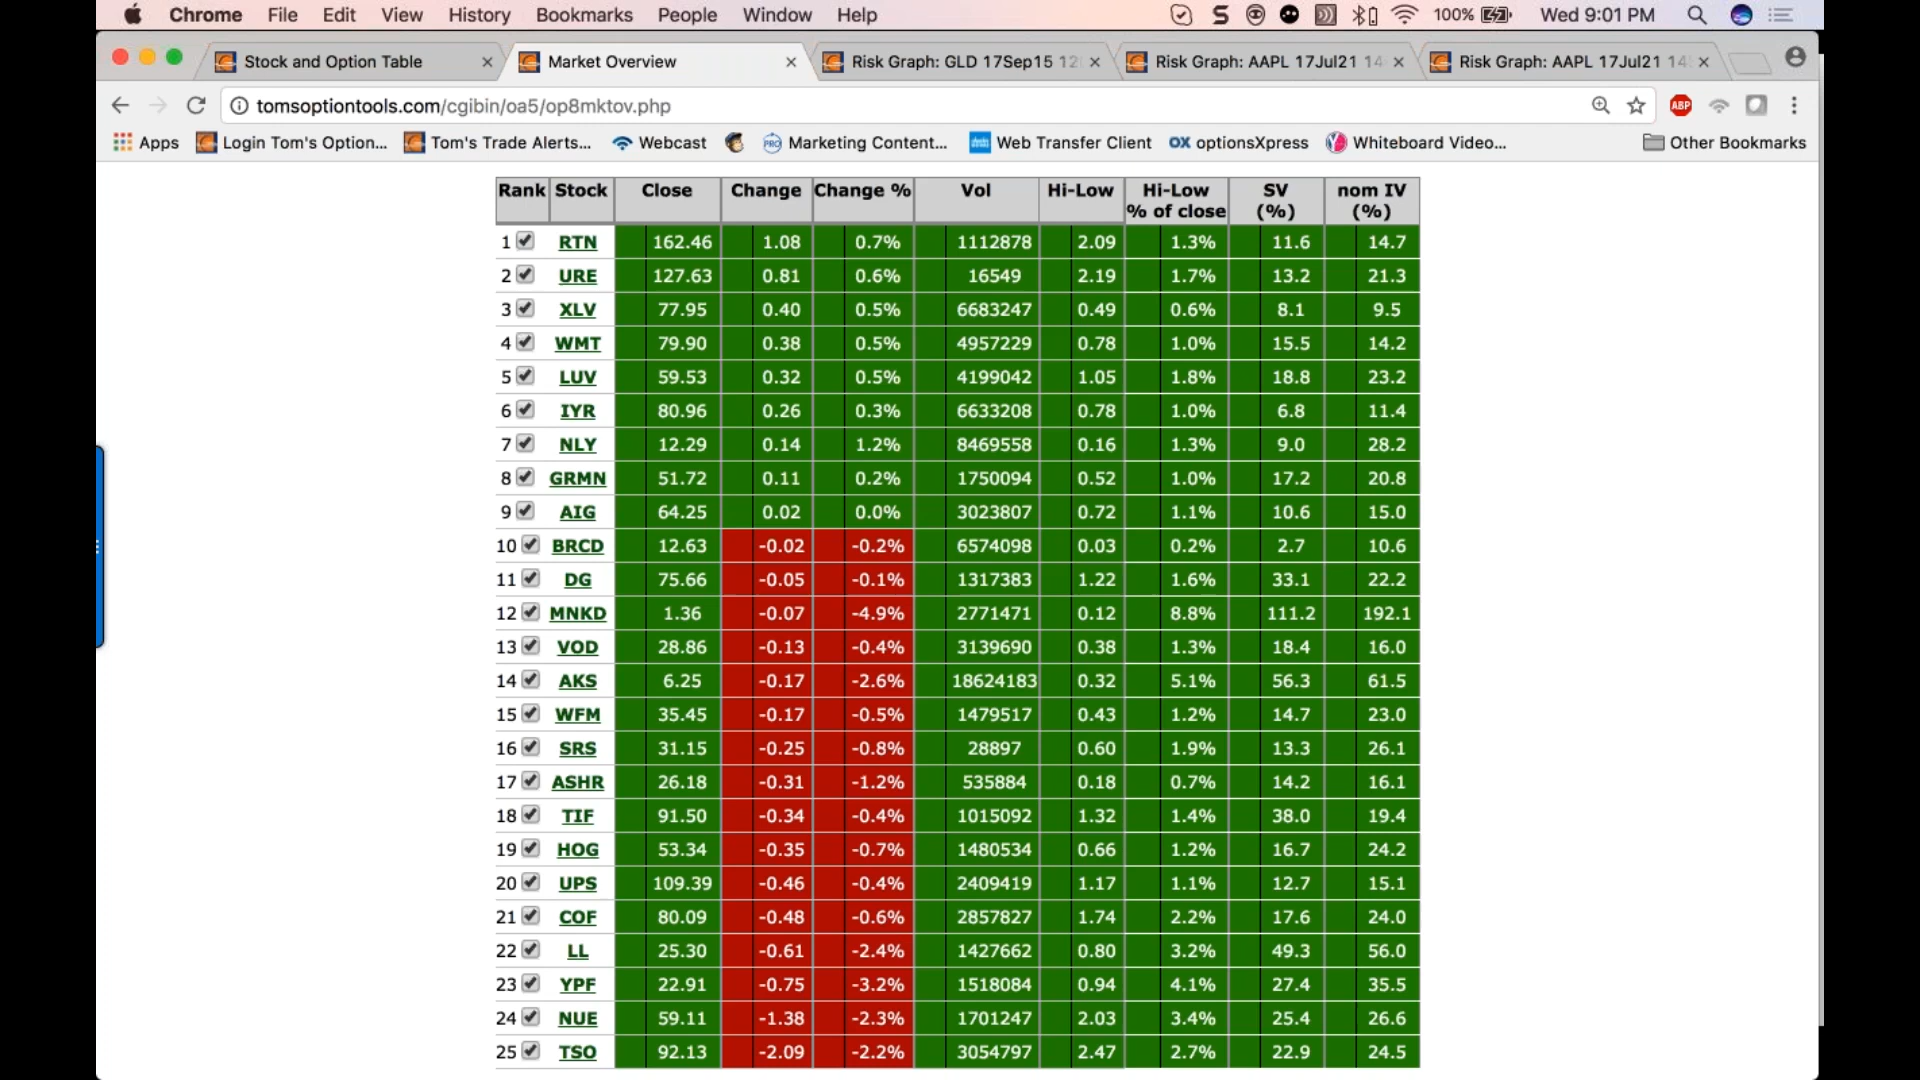 Chrome File Edit View History Bookmarks People Window Help 100% Wed 9:01 PM
Stock and Option Table Market Overview Risk Graph: GLD 17Sep15 12 Risk Graph: AAPL 17Jul21 14 Risk Graph: AAPL 17Jul21 14
tomsoptiontools.com/cgibin/oa5/op8mktov.php ABP
Apps Login Tom's Option... Tom's Trade Alerts... Webcast PRO Marketing Content... Web Transfer Client OX optionsXpress Whiteboard Video... Other Bookmarks
Rank Stock Close Change Change % Vol Hi-Low Hi-Low SV nom IV
% of close (%) (%)
1 RTN 162.46 1.08 0.7% 1112878 2.09 1.3% 11.6 14.7
2 URE 127.63 0.81 0.6% 16549 2.19 1.7% 13.2 21.3
3 XLV 77.95 0.40 0.5% 6683247 0.49 0.6% 8.1 9.5
4 WMT 79.90 0.38 0.5% 4957229 0.78 1.0% 15.5 14.2
5 LUV 59.53 0.32 0.5% 4199042 1.05 1.8% 18.8 23.2
6 IYR 80.96 0.26 0.3% 6633208 0.78 1.0% 6.8 11.4
7 NLY 12.29 0.14 1.2% 8469558 0.16 1.3% 9.0 28.2
8 GRMN 51.72 0.11 0.2% 1750094 0.52 1.0% 17.2 20.8
9 AIG 64.25 0.02 0.0% 3023807 0.72 1.1% 10.6 15.0
10 BRCD 12.63 -0.02 -0.2% 6574098 0.03 0.2% 2.7 10.6
11 DG 75.66 -0.05 -0.1% 1317383 1.22 1.6% 33.1 22.2
12 MNKD 1.36 -0.07 -4.9% 2771471 0.12 8.8% 111.2 192.1
13 VOD 28.86 -0.13 -0.4% 3139690 0.38 1.3% 18.4 16.0
14 AKS 6.25 -0.17 -2.6% 18624183 0.32 5.1% 56.3 61.5
15 WFM 35.45 -0.17 -0.5% 1479517 0.43 1.2% 14.7 23.0
16 SRS 31.15 -0.25 -0.8% 28897 0.60 1.9% 13.3 26.1
17 ASHR 26.18 -0.31 -1.2% 535884 0.18 0.7% 14.2 16.1
18 TIF 91.50 -0.34 -0.4% 1015092 1.32 1.4% 38.0 19.4
19 HOG 53.34 -0.35 -0.7% 1480534 0.66 1.2% 16.7 24.2
20 UPS 109.39 -0.46 -0.4% 2409419 1.17 1.1% 12.7 15.1
21 COF 80.09 -0.48 -0.6% 2857827 1.74 2.2% 17.6 24.0
22 LL 25.30 -0.61 -2.4% 1427662 0.80 3.2% 49.3 56.0
23 YPF 22.91 -0.75 -3.2% 1518084 0.94 4.1% 27.4 35.5
24 NUE 59.11 -1.38 -2.3% 1701247 2.03 3.4% 25.4 26.6
25 TSO 92.13 -2.09 -2.2% 3054797 2.47 2.7% 22.9 24.5